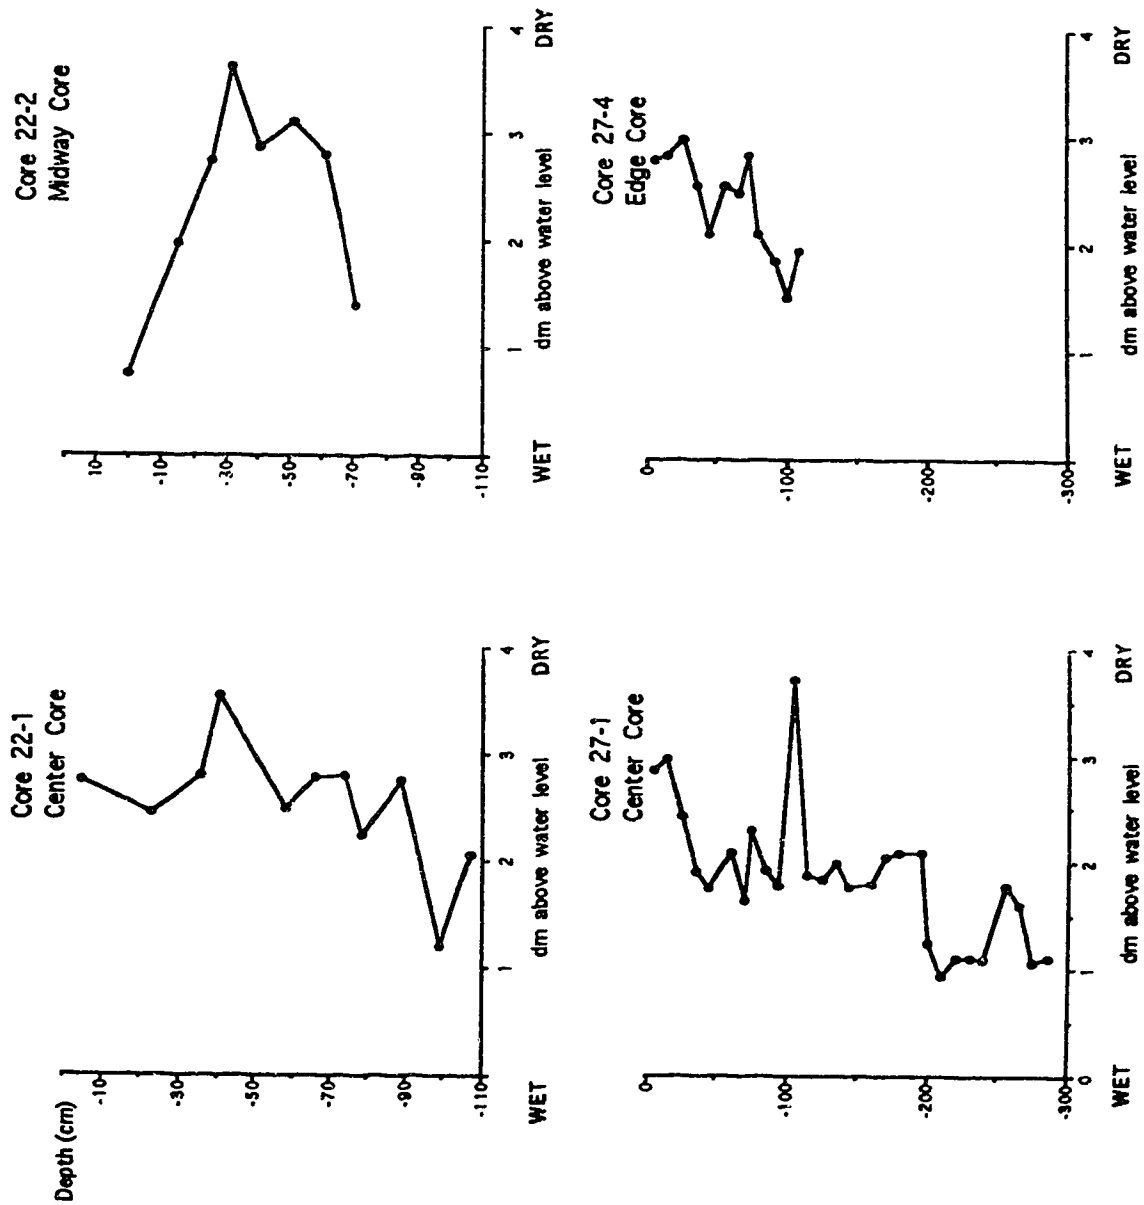 Core 22-1
Center Core
Depth (cm)
-10
-30
-50
-70
-90
-110
1
2
3
4
WET
dm above water level
DRY
Core 22-2
Midway Core
10
-10
-30
-50
-70
-90
-110
1
2
3
4
WET
dm above water level
DRY
Core 27-1
Center Core
0
-100
-200
-300
0
1
2
3
4
WET
dm above water level
DRY
Core 27-4
Edge Core
0
-100
-200
-300
1
2
3
4
WET
dm above water level
DRY